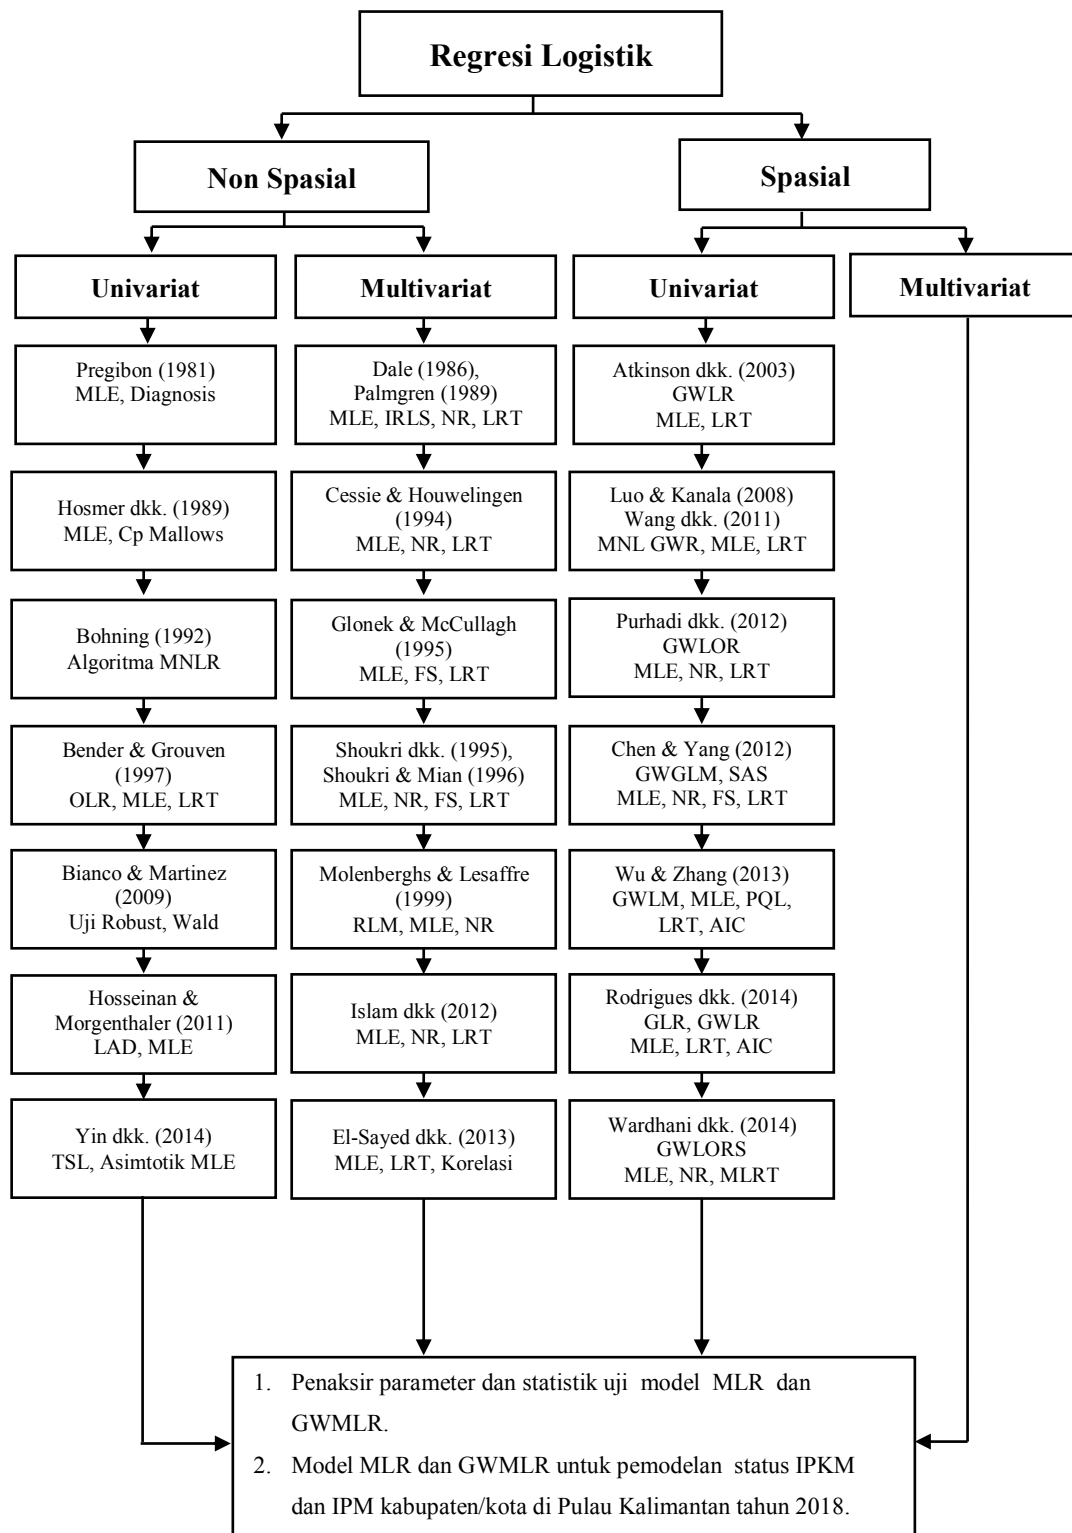 Regresi Logistik
Non Spasial
Spasial
Univariat
Multivariat
Univariat
Multivariat
Pregibon (1981)
MLE, Diagnosis
Hosmer dkk. (1989)
MLE, Cp Mallows
Bohning (1992)
Algoritma MNLR
Bender & Grouven
(1997)
OLR, MLE, LRT
Bianco & Martinez
(2009)
Uji Robust, Wald
Hosseinan &
Morgenthaler (2011)
LAD, MLE
Yin dkk. (2014)
TSL, Asimtotik MLE
Dale (1986),
Palmgren (1989)
MLE, IRLS, NR, LRT
Cessie & Houwelingen
(1994)
MLE, NR, LRT
Glonek & McCullagh
(1995)
MLE, FS, LRT
Shoukri dkk. (1995),
Shoukri & Mian (1996)
MLE, NR, FS, LRT
Molenberghs & Lesaffre
(1999)
RLM, MLE, NR
Islam dkk (2012)
MLE, NR, LRT
El-Sayed dkk. (2013)
MLE, LRT, Korelasi
Atkinson dkk. (2003)
GWLR
MLE, LRT
Luo & Kanala (2008)
Wang dkk. (2011)
MNL GWR, MLE, LRT
Purhadi dkk. (2012)
GWLOR
MLE, NR, LRT
Chen & Yang (2012)
GWGLM, SAS
MLE, NR, FS, LRT
Wu & Zhang (2013)
GWLM, MLE, PQL,
LRT, AIC
Rodrigues dkk. (2014)
GLR, GWLR
MLE, LRT, AIC
Wardhani dkk. (2014)
GWLORS
MLE, NR, MLRT
1. Penaksir parameter dan statistik uji model MLR dan
GWMLR.
2. Model MLR dan GWMLR untuk pemodelan status IPKM
dan IPM kabupaten/kota di Pulau Kalimantan tahun 2018.